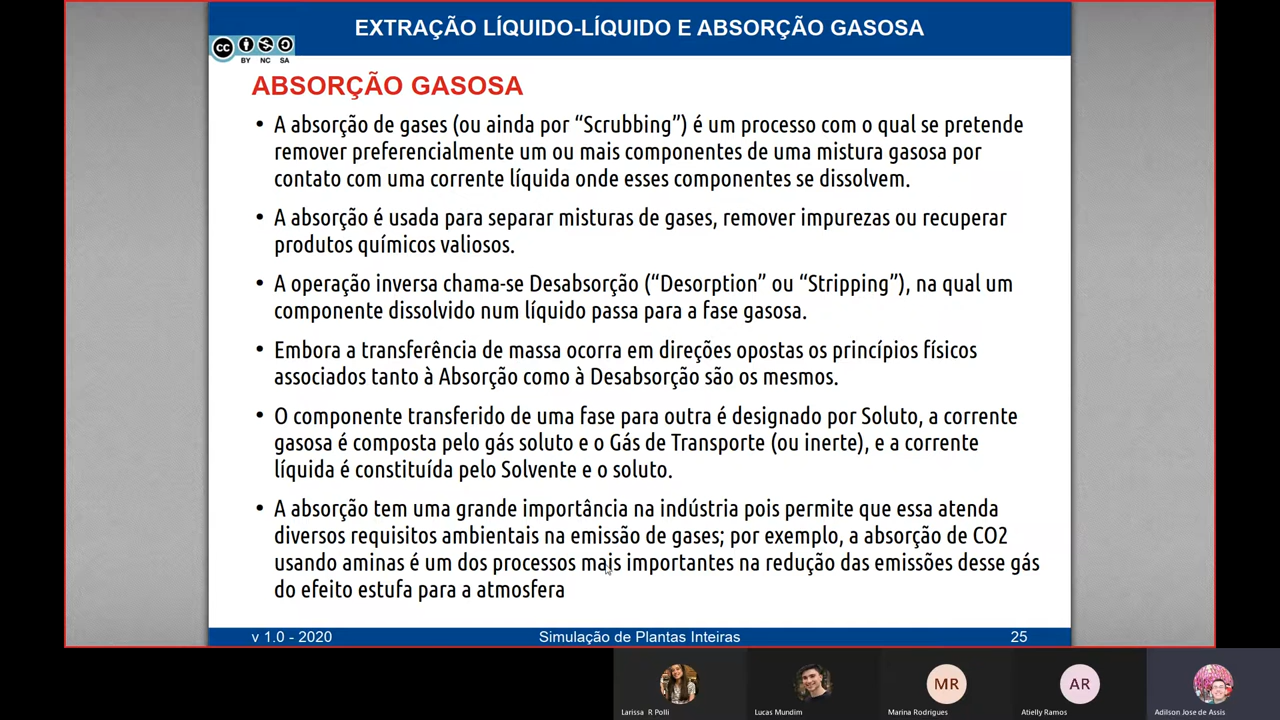 EXTRAÇÃO LÍQUIDO-LÍQUIDO E ABSORÇÃO GASOSA
CC BY NC SA
ABSORÇÃO GASOSA
• A absorção de gases (ou ainda por “Scrubbing”) é um processo com o qual se pretende
remover preferencialmente um ou mais componentes de uma mistura gasosa por
contato com uma corrente líquida onde esses componentes se dissolvem.
• A absorção é usada para separar misturas de gases, remover impurezas ou recuperar
produtos químicos valiosos.
• A operação inversa chama-se Desabsorção (“Desorption” ou “Stripping”), na qual um
componente dissolvido num líquido passa para a fase gasosa.
• Embora a transferência de massa ocorra em direções opostas os princípios físicos
associados tanto à Absorção como à Desabsorção são os mesmos.
• O componente transferido de uma fase para outra é designado por Soluto, a corrente
gasosa é composta pelo gás soluto e o Gás de Transporte (ou inerte), e a corrente
líquida é constituída pelo Solvente e o soluto.
• A absorção tem uma grande importância na indústria pois permite que essa atenda
diversos requisitos ambientais na emissão de gases; por exemplo, a absorção de CO2
usando aminas é um dos processos mais importantes na redução das emissões desse gás
do efeito estufa para a atmosfera
v 1.0 - 2020 Simulação de Plantas Inteiras 25
MR AR
Larissa R Polli Lucas Mundim Marina Rodrigues Atielly Ramos Adilson Jose de Assis